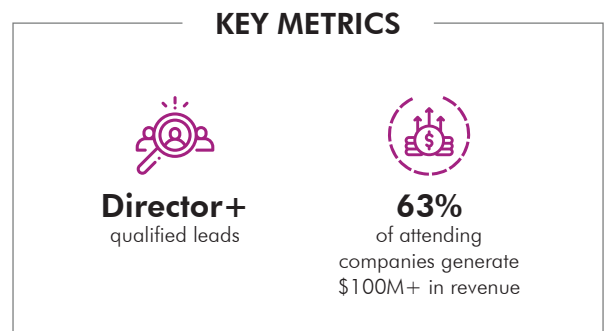 KEY METRICS
Director+
qualified leads
$
63%
of attending
companies generate
$100M+ in revenue